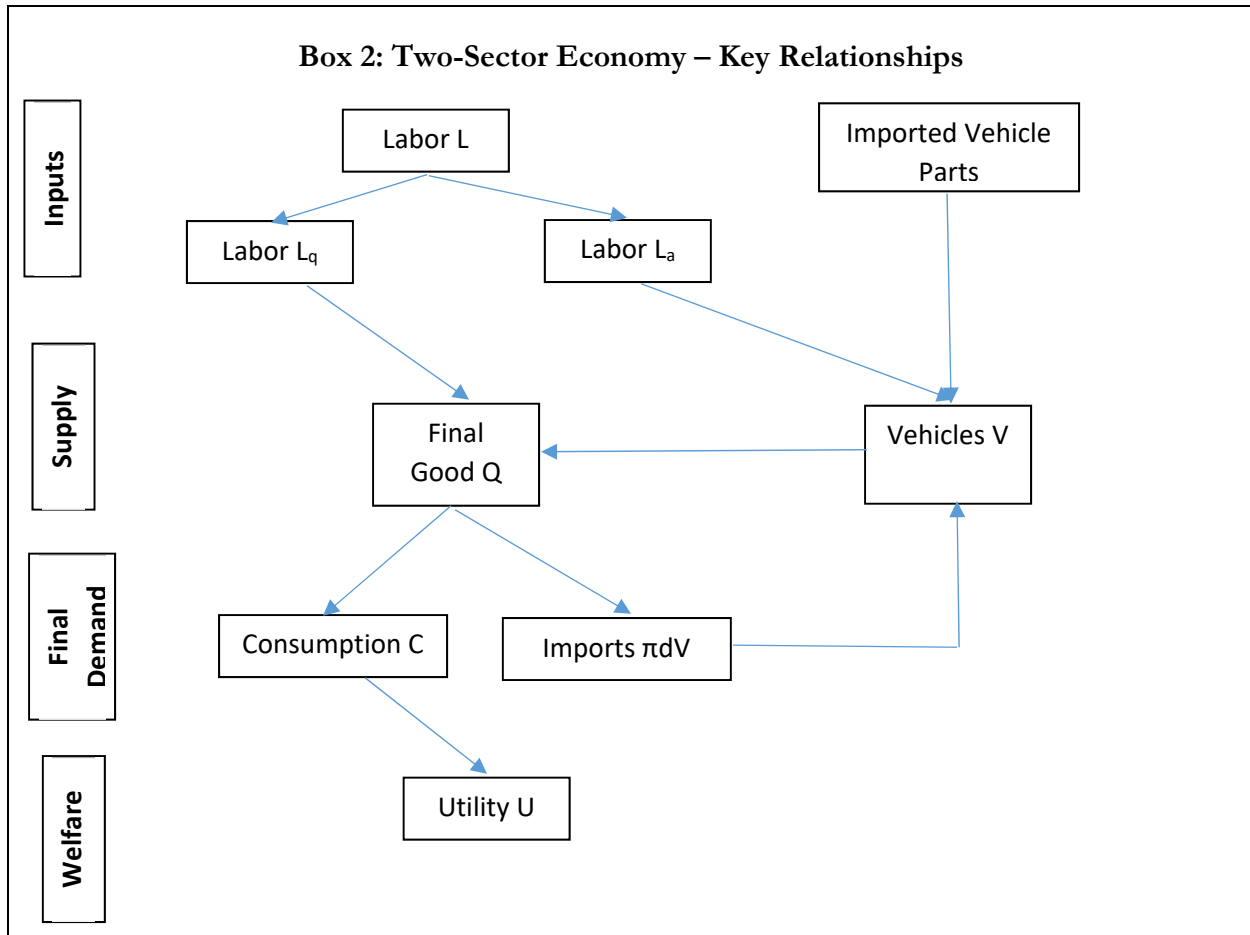 Box 2: Two-Sector Economy – Key Relationships
Inputs
Labor L
Imported Vehicle
Parts
Labor Lq
Labor La
Supply
Final
Good Q
Vehicles V
Final
Demand
Consumption C
Imports πdV
Welfare
Utility U